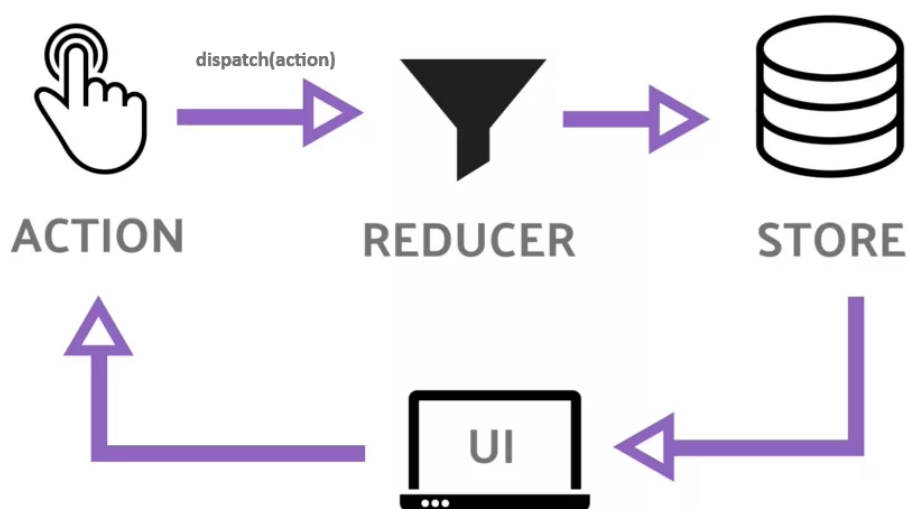 dispatch(action)
ACTION
REDUCER
STORE
UI